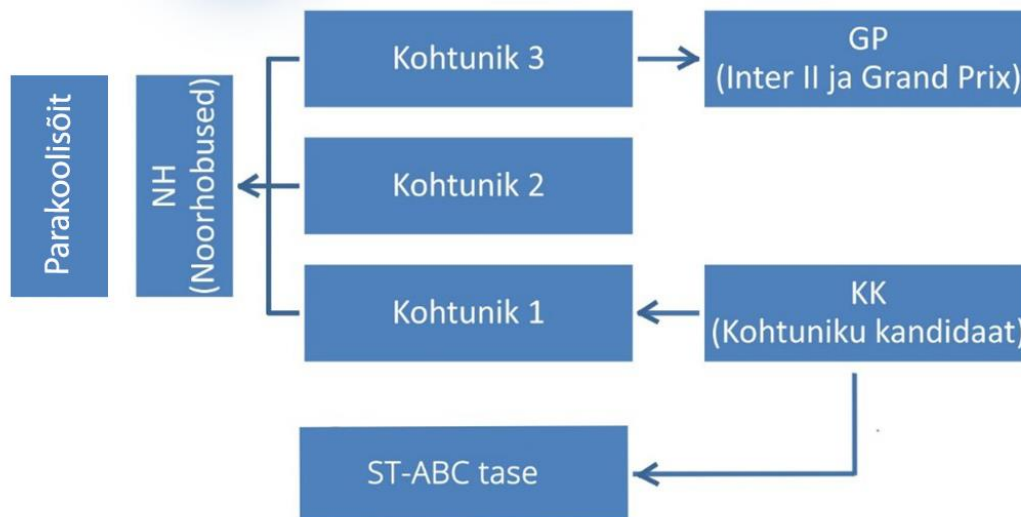 Parakoolisõit
NH
(Noorhobused)
Kohtunik 3
GP
(Inter II ja Grand Prix)
Kohtunik 2
Kohtunik 1
KK
(Kohtuniku kandidaat)
ST-ABC tase